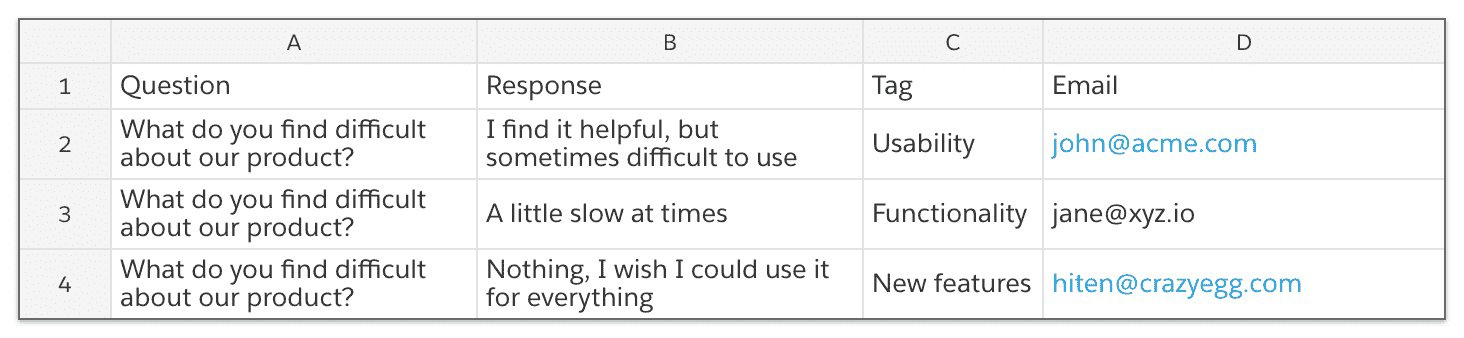 A B C D
1 Question Response Tag Email
2 What do you find difficult about our product? I find it helpful, but sometimes difficult to use Usability john@acme.com
3 What do you find difficult about our product? A little slow at times Functionality jane@xyz.io
4 What do you find difficult about our product? Nothing, I wish I could use it for everything New features hiten@crazyegg.com